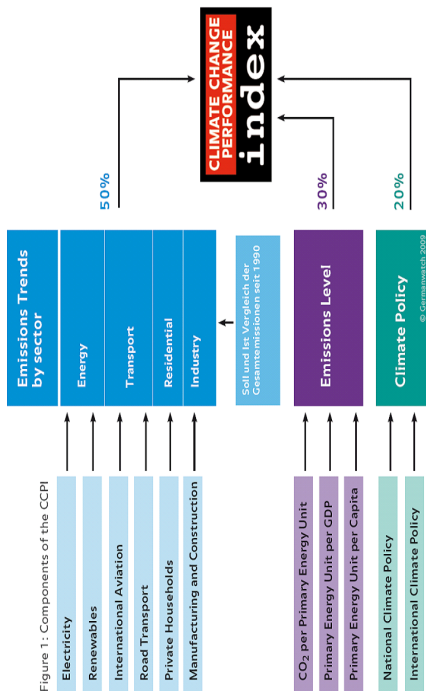 Figure 1: Components of the CCPI
Electricity
Renewables
International Aviation
Road Transport
Private Households
Manufacturing and Construction
CO₂ per Primary Energy Unit
Primary Energy Unit per GDP
Primary Energy Unit per Capita
National Climate Policy
International Climate Policy
Emissions Trends
by sector
Energy
Transport
Residential
Industry
Soll und Ist Vergleich der
Gesamtemissionen seit 1990
Emissions Level
Climate Policy
© Germanwatch 2009
50%
30%
20%
CLIMATE CHANGE
PERFORMANCE
index